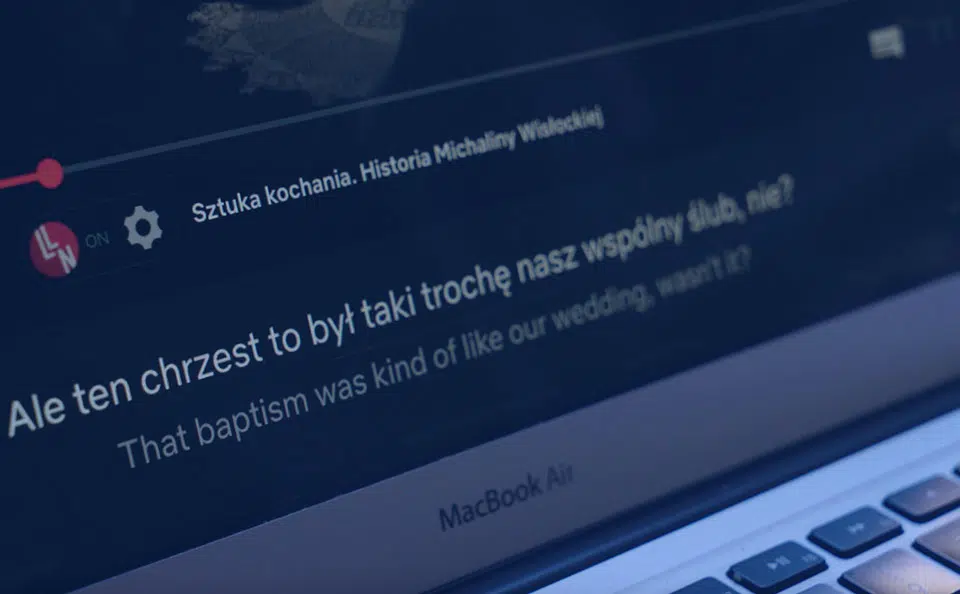 Sztuka kochania. Historia Michaliny Wisłockiej
LLN ON
Ale ten chrzest to był taki trochę nasz wspólny ślub, nie?
That baptism was kind of like our wedding, wasn't it?
MacBook Air